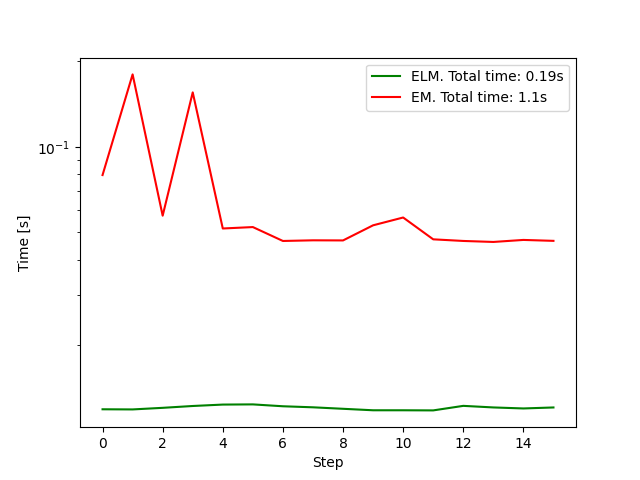 ELM. Total time: 0.19s
EM. Total time: 1.1s
10⁻¹
Time [s]
0 2 4 6 8 10 12 14
Step